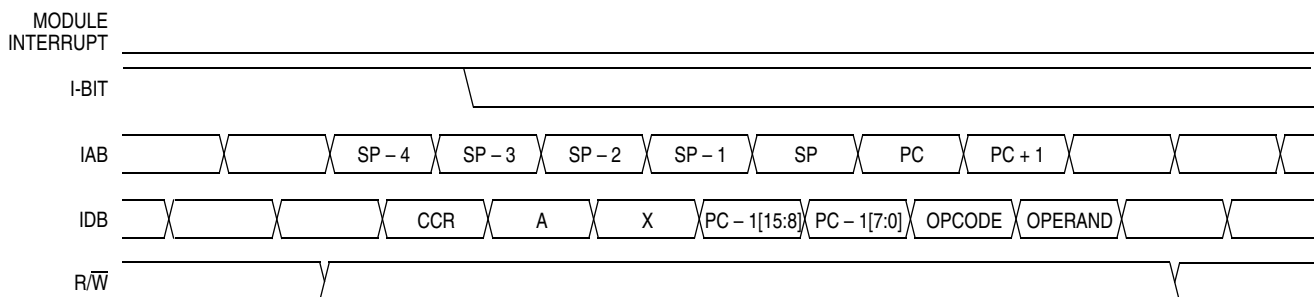 MODULE
INTERRUPT
I-BIT
IAB SP – 4 SP – 3 SP – 2 SP – 1 SP PC PC + 1
IDB CCR A X PC – 1[15:8] PC – 1[7:0] OPCODE OPERAND
R/W̅